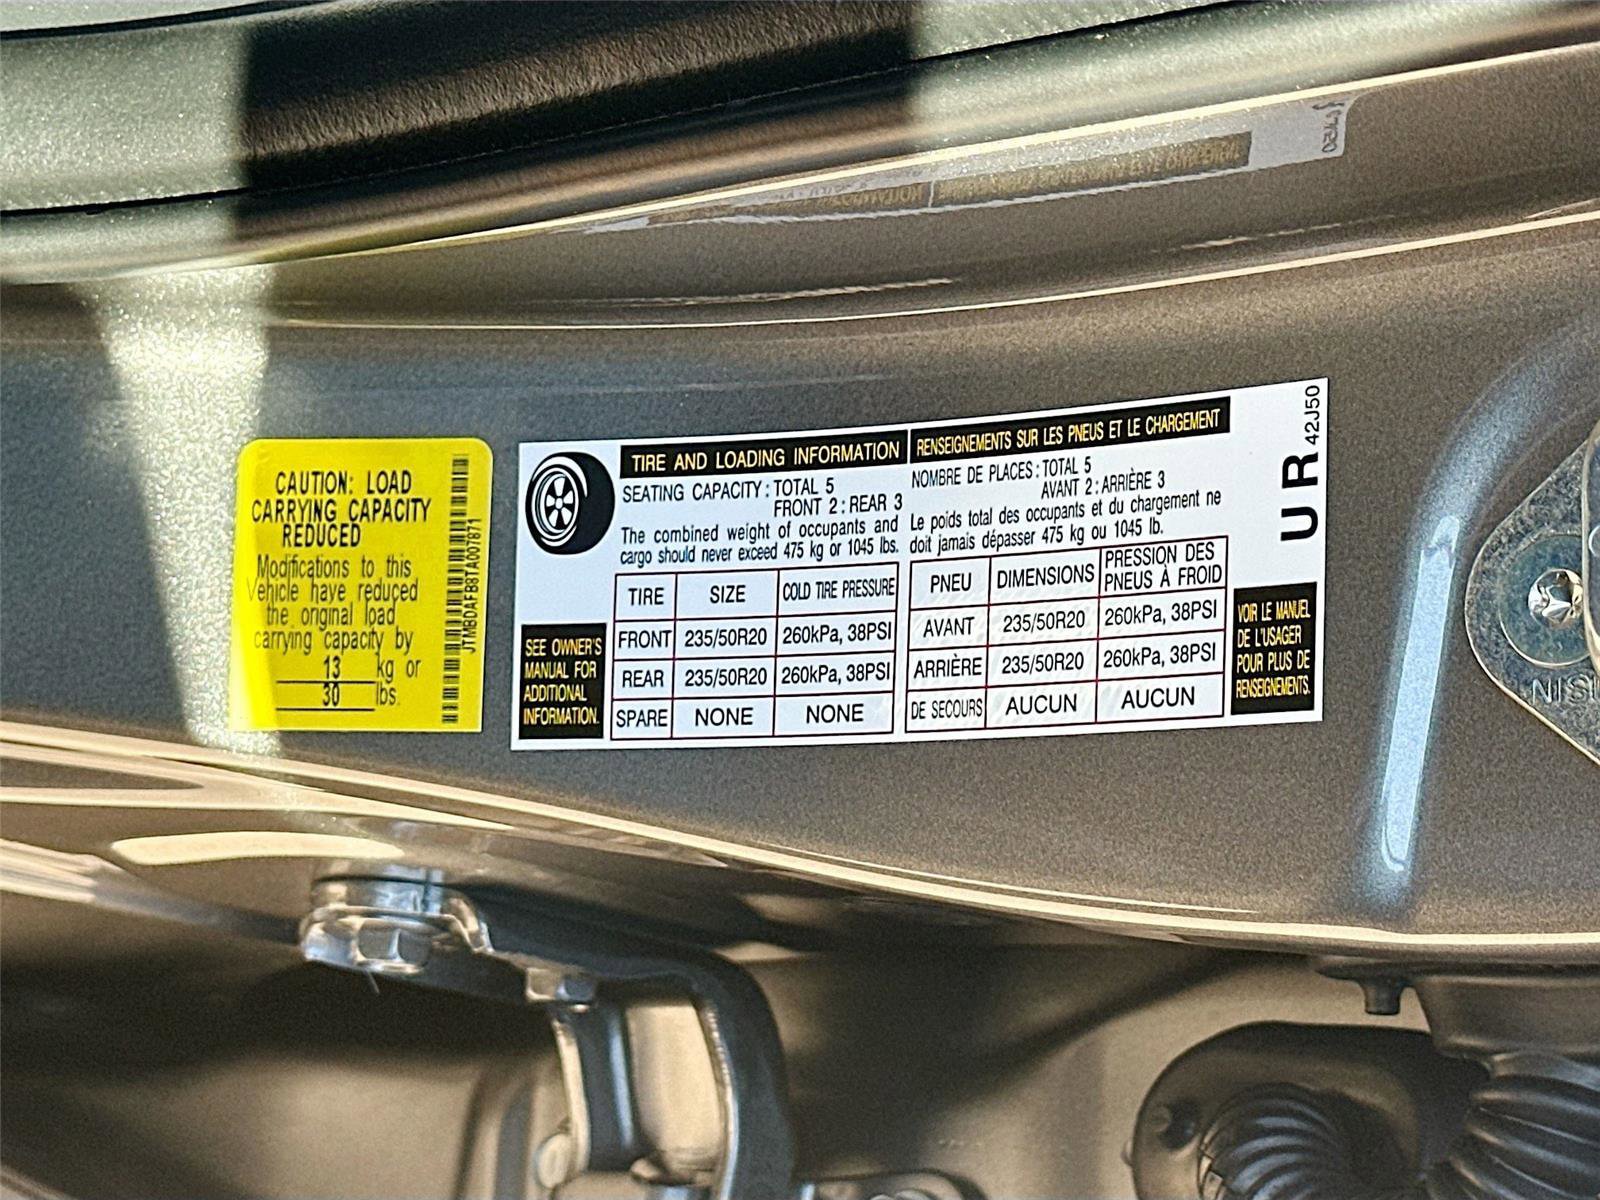 CAUTION: LOAD
CARRYING CAPACITY
REDUCED
Modifications to this
Vehicle have reduced
the original load
carrying capacity by
13 kg or
30 lbs.
JTMBDAFB8TA007871
TIRE AND LOADING INFORMATION
SEATING CAPACITY : TOTAL 5
FRONT 2 : REAR 3
The combined weight of occupants and
cargo should never exceed 475 kg or 1045 lbs.
TIRE SIZE COLD TIRE PRESSURE
FRONT 235/50R20 260kPa, 38PSI
REAR 235/50R20 260kPa, 38PSI
SPARE NONE NONE
SEE OWNER'S
MANUAL FOR
ADDITIONAL
INFORMATION.
RENSEIGNEMENTS SUR LES PNEUS ET LE CHARGEMENT
NOMBRE DE PLACES : TOTAL 5
AVANT 2 : ARRIÈRE 3
Le poids total des occupants et du chargement ne
doit jamais dépasser 475 kg ou 1045 lb.
PNEU DIMENSIONS PRESSION DES
PNEUS À FROID
AVANT 235/50R20 260kPa, 38PSI
ARRIÈRE 235/50R20 260kPa, 38PSI
DE SECOURS AUCUN AUCUN
VOIR LE MANUEL
DE L'USAGER
POUR PLUS DE
RENSEIGNEMENTS.
UR 42J50